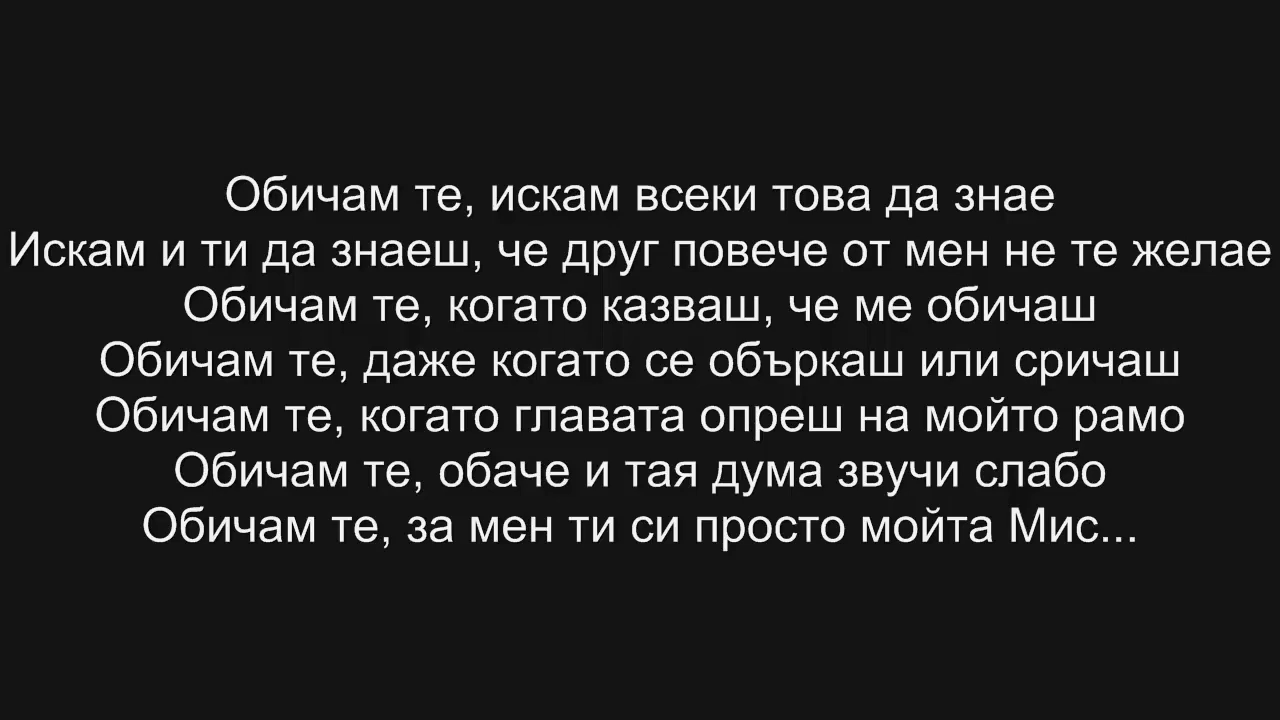 Обичам те, искам всеки това да знае
Искам и ти да знаеш, че друг повече от мен не те желае
Обичам те, когато казваш, че ме обичаш
Обичам те, даже когато се объркаш или сричаш
Обичам те, когато главата опреш на мойто рамо
Обичам те, обаче и тая дума звучи слабо
Обичам те, за мен ти си просто мойта Мис...